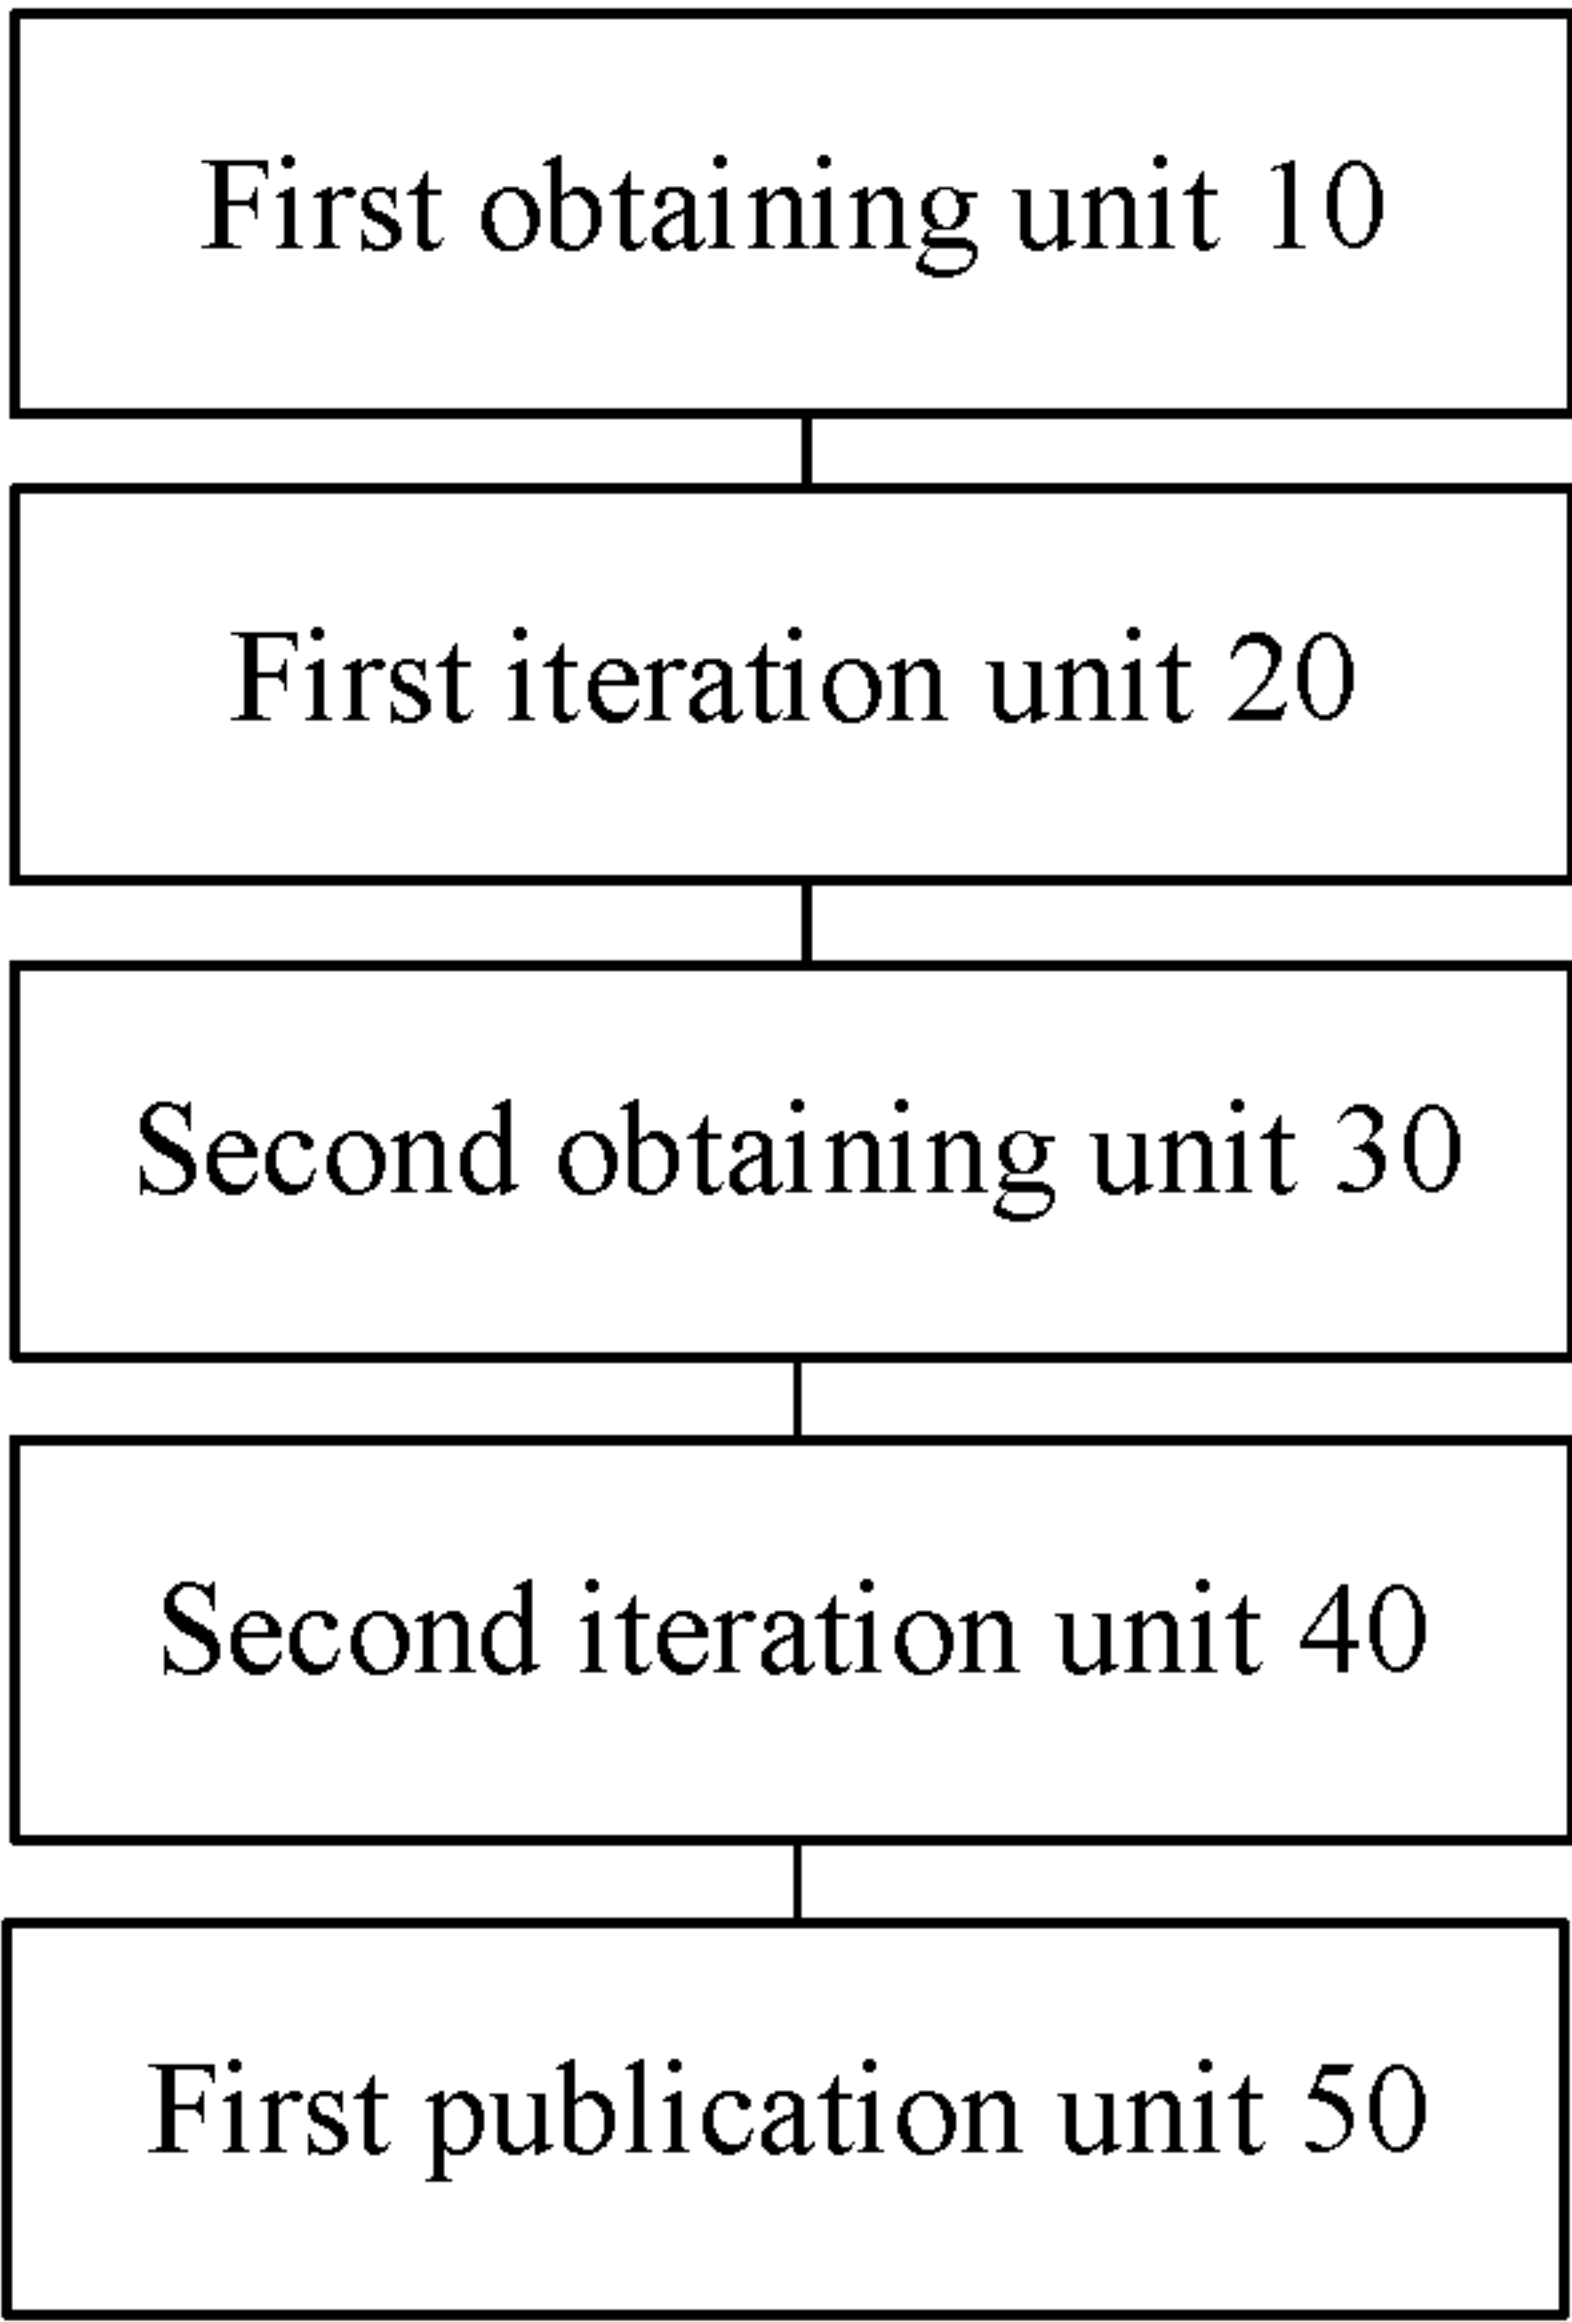 First obtaining unit 10
First iteration unit 20
Second obtaining unit 30
Second iteration unit 40
First publication unit 50